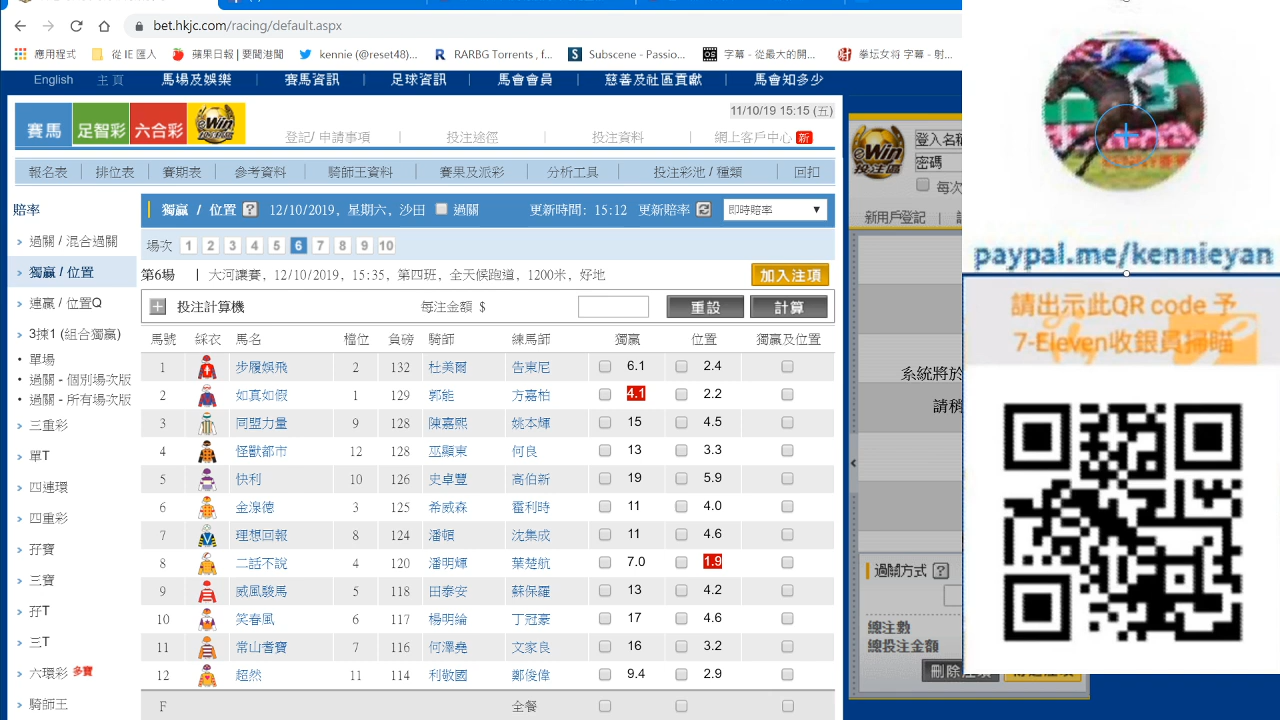 bet.hkjc.com/racing/default.aspx
應用程式 從 IE 匯入 蘋果日報 | 要聞港聞 kennie (@reset40)... RARBG Torrents , f... Subscene - Passio... 字幕 - 從最大的開... 拳坛女将 字幕 - 射...
English 主頁 馬場及娛樂 賽馬資訊 足球資訊 馬會會員 慈善及社區貢獻 馬會知多少
賽馬 足智彩 六合彩 eWin
11/10/19 15:15 (五)
登記/ 申請事項 投注途徑 投注資料 網上客戶中心 新
報名表 排位表 近績表 參考資料 騎師王資料 賽果及派彩 分析工具 投注彩池 / 種類 回扣
賠率
獨贏 / 位置 ? 12/10/2019, 星期六, 沙田 過關 更新時間: 15:12 更新賠率 即時賠率
過關 / 混合過關
獨贏 / 位置
連贏 / 位置Q
3揀1 (組合獨贏)
單場
過關 - 個別場次版
過關 - 所有場次版
三重彩
單T
四連環
四重彩
孖寶
三寶
孖T
三T
六環彩 多寶
騎師王
場次 1 2 3 4 5 6 7 8 9 10
第6場 | 大河讓賽, 12/10/2019, 15:35, 第四班, 全天候跑道, 1200米, 好地 加入注項
投注計算機 每注金額 $ 重設 計算
馬號 綵衣 馬名 檔位 負磅 騎師 練馬師 獨贏 位置 獨贏及位置
1 步履娛飛 2 132 杜美爾 告東尼 6.1 2.4
2 如真如假 1 129 郭能 方嘉柏 4.1 2.2
3 同盟力量 9 128 陳嘉熙 姚本輝 15 4.5
4 怪獸都市 12 128 巫顯東 何良 13 3.3
5 快利 10 126 史卓豐 高伯新 19 5.9
6 金湶德 3 125 希威森 霍利時 11 4.0
7 理想回報 8 124 潘頓 沈集成 11 4.6
8 二話不說 4 120 潘明輝 葉楚航 7.0 1.9
9 威風駿馬 5 118 田泰安 蘇保羅 13 4.2
10 笑春風 6 117 楊明綸 丁冠豪 17 4.6
11 常山耆寶 7 116 何澤堯 文家良 16 3.2
12 超然 11 114 利敬國 鄭俊偉 9.4 2.9
F 全餐
eWin
登入名稱
密碼
每次
新用戶登記 |
系統將於
請稍
過關方式 ?
總注數
總投注金額
刪除注項
paypal.me/kennieyan
請出示此QR code 予
7-Eleven收銀員掃瞄